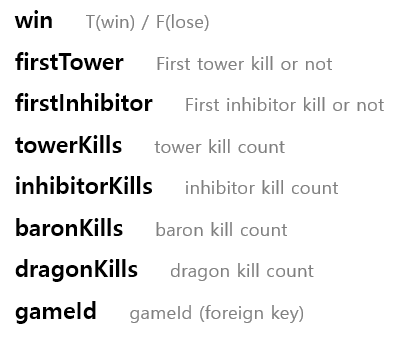 win T(win) / F(lose)
firstTower First tower kill or not
firstInhibitor First inhibitor kill or not
towerKills tower kill count
inhibitorKills inhibitor kill count
baronKills baron kill count
dragonKills dragon kill count
gameId gameId (foreign key)